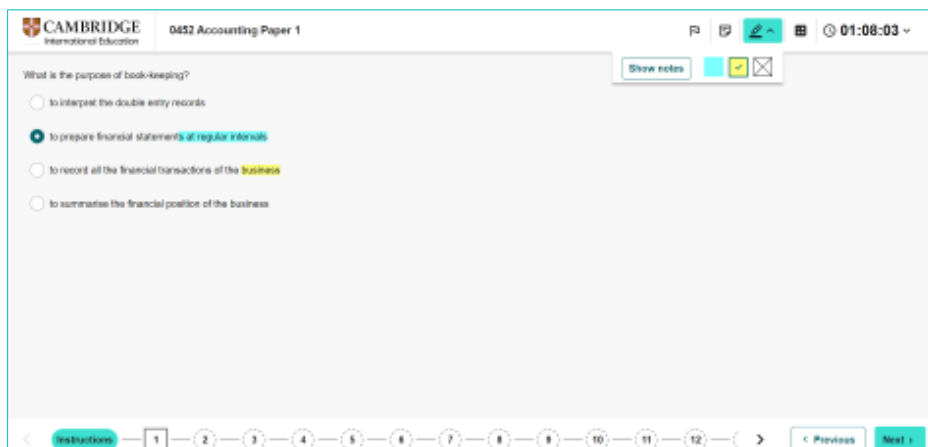 CAMBRIDGE
International Education
0452 Accounting Paper 1
01:08:03
Show notes
What is the purpose of book-keeping?
to interpret the double entry records
to prepare financial statements at regular intervals
to record all the financial transactions of the business
to summarise the financial position of the business
Instructions 1 2 3 4 5 6 7 8 9 10 11 12 Previous Next